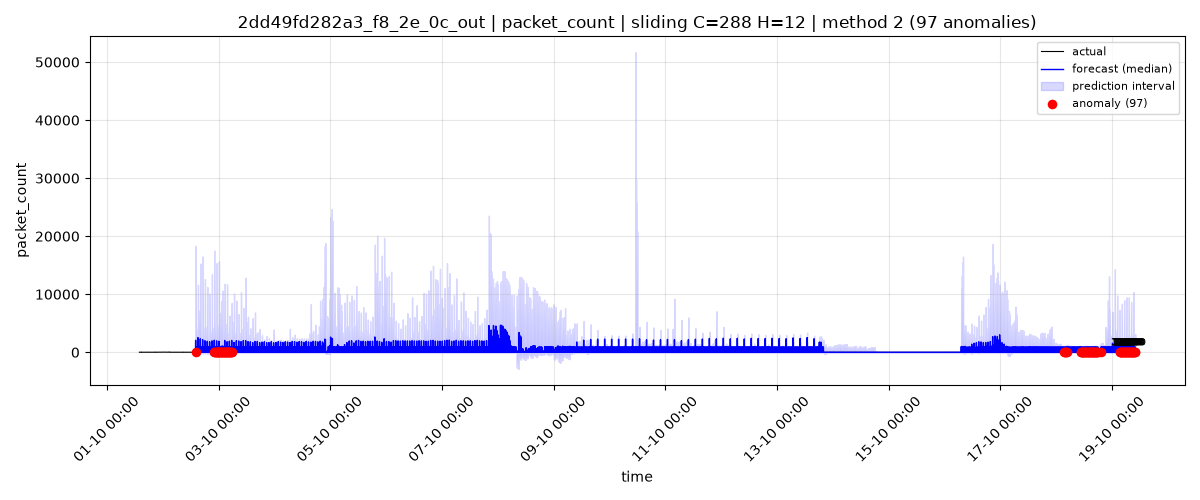 2dd49fd282a3_f8_2e_0c_out | packet_count | sliding C=288 H=12 | method 2 (97 anomalies)
actual
forecast (median)
prediction interval
anomaly (97)
packet_count
50000
40000
30000
20000
10000
0
01-10 00:00
03-10 00:00
05-10 00:00
07-10 00:00
09-10 00:00
11-10 00:00
13-10 00:00
15-10 00:00
17-10 00:00
19-10 00:00
time